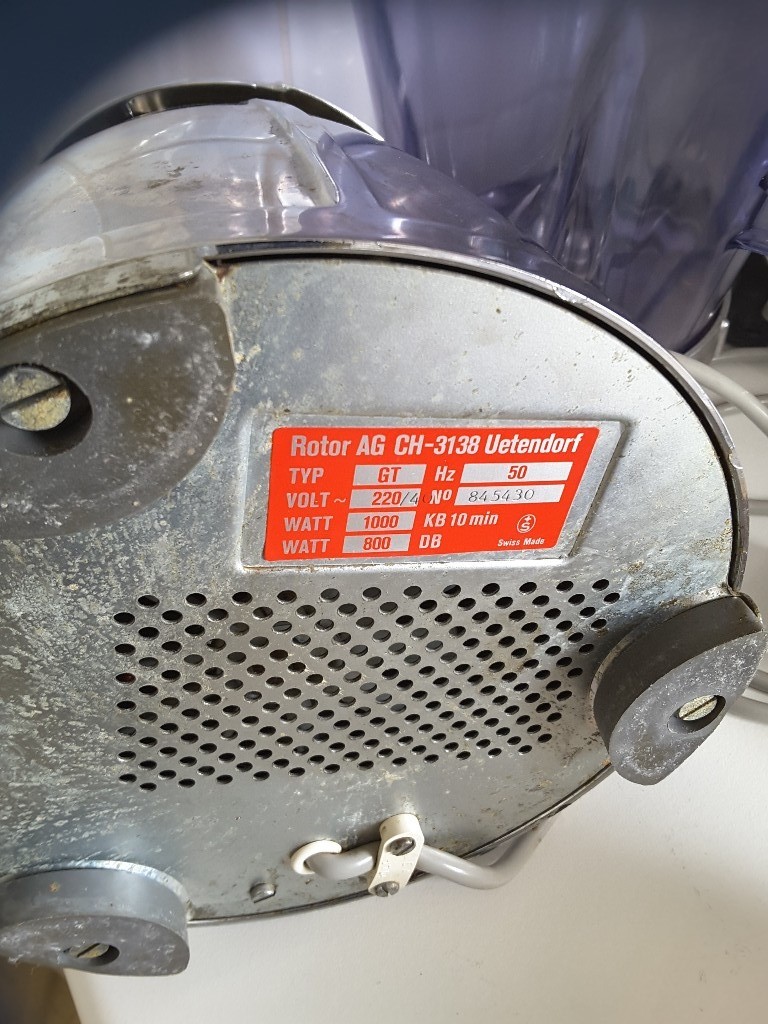 Rotor AG CH-3138 Uetendorf
TYP GT Hz 50
VOLT~ 220/40 No 845430
WATT 1000 KB 10 min
WATT 800 DB Swiss Made